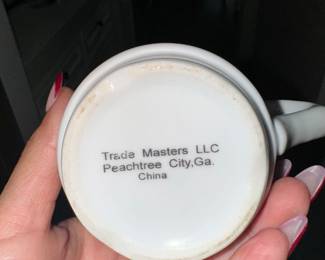 Trade Masters LLC
Peachtree City,Ga.
China